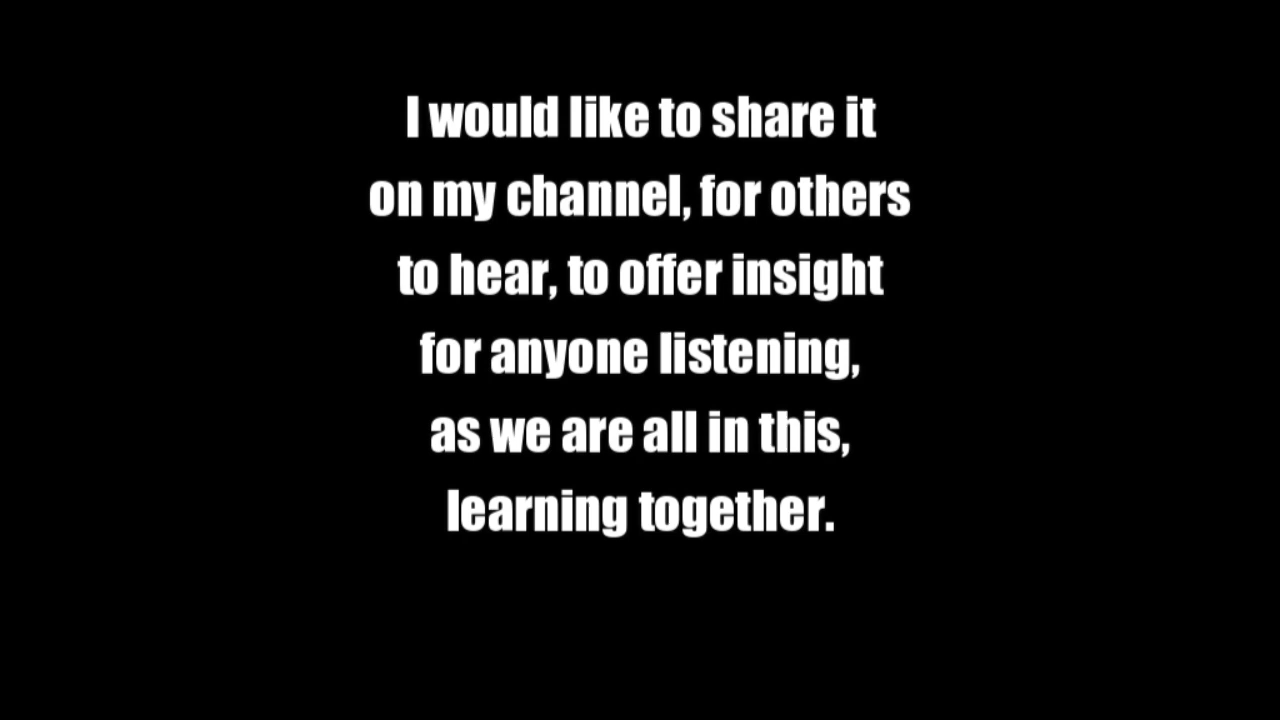 I would like to share it
on my channel, for others
to hear, to offer insight
for anyone listening,
as we are all in this,
learning together.